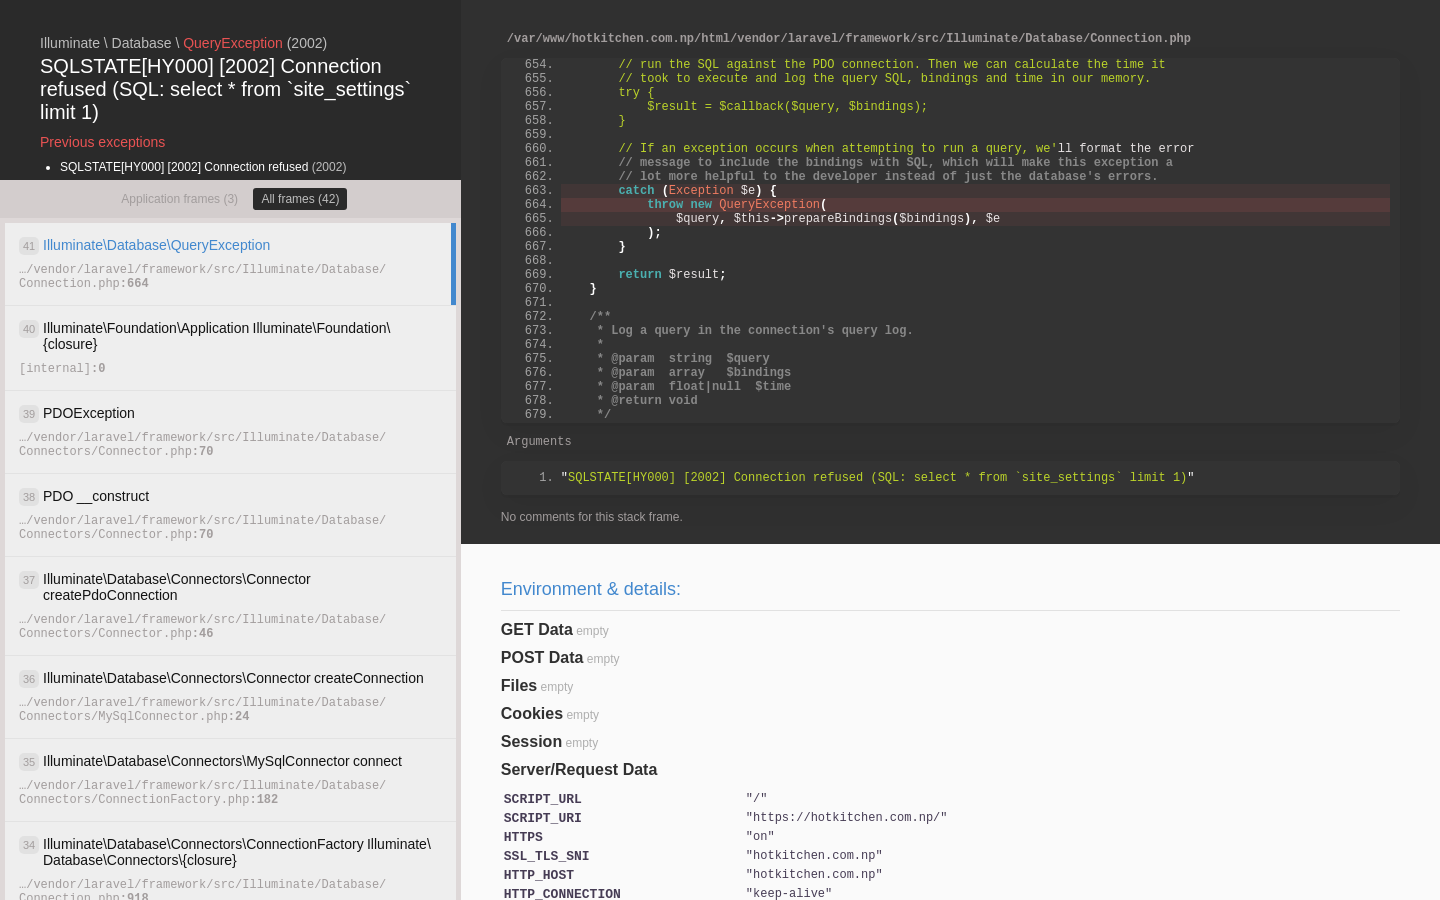 Illuminate \ Database \ QueryException (2002)
SQLSTATE[HY000] [2002] Connection
refused (SQL: select * from `site_settings`
limit 1)
Previous exceptions
• SQLSTATE[HY000] [2002] Connection refused (2002)
Application frames (3) All frames (42)
41 Illuminate\Database\QueryException
…/vendor/laravel/framework/src/Illuminate/Database/
Connection.php:664
40 Illuminate\Foundation\Application Illuminate\Foundation\
{closure}
[internal]:0
39 PDOException
…/vendor/laravel/framework/src/Illuminate/Database/
Connectors/Connector.php:70
38 PDO __construct
…/vendor/laravel/framework/src/Illuminate/Database/
Connectors/Connector.php:70
37 Illuminate\Database\Connectors\Connector
createPdoConnection
…/vendor/laravel/framework/src/Illuminate/Database/
Connectors/Connector.php:46
36 Illuminate\Database\Connectors\Connector createConnection
…/vendor/laravel/framework/src/Illuminate/Database/
Connectors/MySqlConnector.php:24
35 Illuminate\Database\Connectors\MySqlConnector connect
…/vendor/laravel/framework/src/Illuminate/Database/
Connectors/ConnectionFactory.php:182
34 Illuminate\Database\Connectors\ConnectionFactory Illuminate\
Database\Connectors\{closure}
…/vendor/laravel/framework/src/Illuminate/Database/
Connection.php:918
/var/www/hotkitchen.com.np/html/vendor/laravel/framework/src/Illuminate/Database/Connection.php
654.         // run the SQL against the PDO connection. Then we can calculate the time it
655.         // took to execute and log the query SQL, bindings and time in our memory.
656.         try {
657.             $result = $callback($query, $bindings);
658.         }
659.
660.         // If an exception occurs when attempting to run a query, we'll format the error
661.         // message to include the bindings with SQL, which will make this exception a
662.         // lot more helpful to the developer instead of just the database's errors.
663.         catch (Exception $e) {
664.             throw new QueryException(
665.                 $query, $this->prepareBindings($bindings), $e
666.             );
667.         }
668.
669.         return $result;
670.     }
671.
672.     /**
673.      * Log a query in the connection's query log.
674.      *
675.      * @param  string  $query
676.      * @param  array   $bindings
677.      * @param  float|null  $time
678.      * @return void
679.      */
Arguments
1. "SQLSTATE[HY000] [2002] Connection refused (SQL: select * from `site_settings` limit 1)"
No comments for this stack frame.
Environment & details:
GET Data empty
POST Data empty
Files empty
Cookies empty
Session empty
Server/Request Data
SCRIPT_URL "/"
SCRIPT_URI "https://hotkitchen.com.np/"
HTTPS "on"
SSL_TLS_SNI "hotkitchen.com.np"
HTTP_HOST "hotkitchen.com.np"
HTTP_CONNECTION "keep-alive"